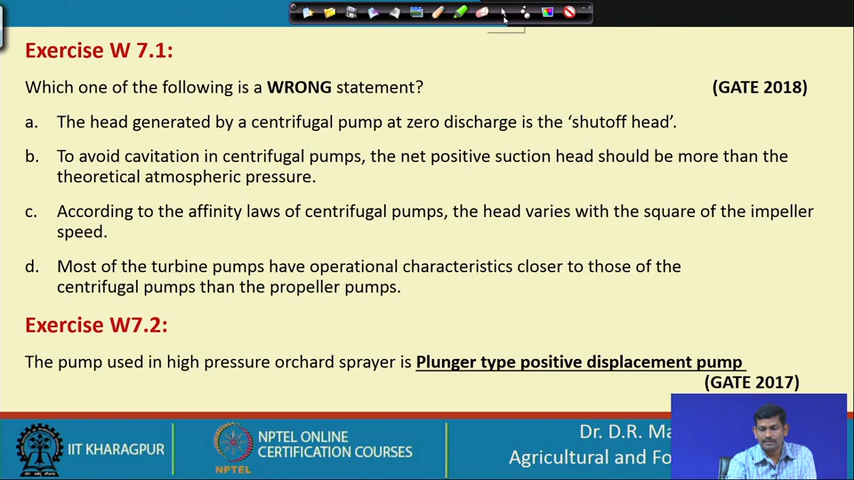 Exercise W 7.1:
Which one of the following is a WRONG statement? (GATE 2018)
a. The head generated by a centrifugal pump at zero discharge is the ‘shutoff head’.
b. To avoid cavitation in centrifugal pumps, the net positive suction head should be more than the
theoretical atmospheric pressure.
c. According to the affinity laws of centrifugal pumps, the head varies with the square of the impeller
speed.
d. Most of the turbine pumps have operational characteristics closer to those of the
centrifugal pumps than the propeller pumps.
Exercise W7.2:
The pump used in high pressure orchard sprayer is Plunger type positive displacement pump
(GATE 2017)
IIT KHARAGPUR
NPTEL
NPTEL ONLINE
CERTIFICATION COURSES
Dr. D.R. Ma
Agricultural and Fo